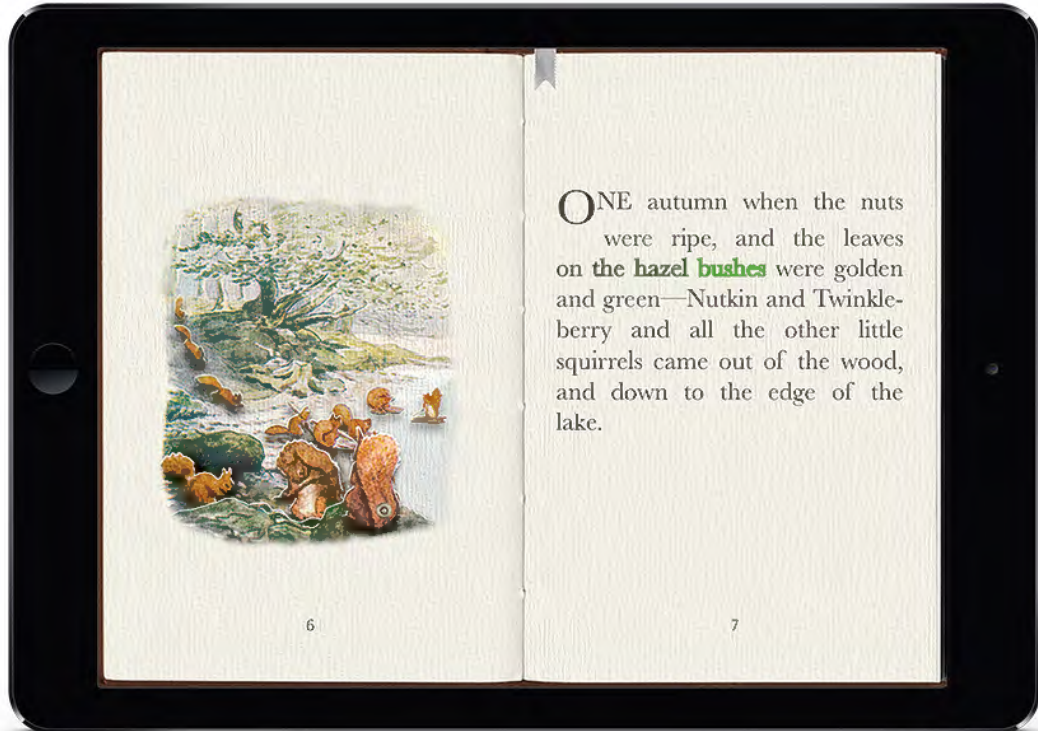 6
ONE autumn when the nuts
were ripe, and the leaves
on the hazel bushes were golden
and green—Nutkin and Twinkle-
berry and all the other little
squirrels came out of the wood,
and down to the edge of the
lake.
7